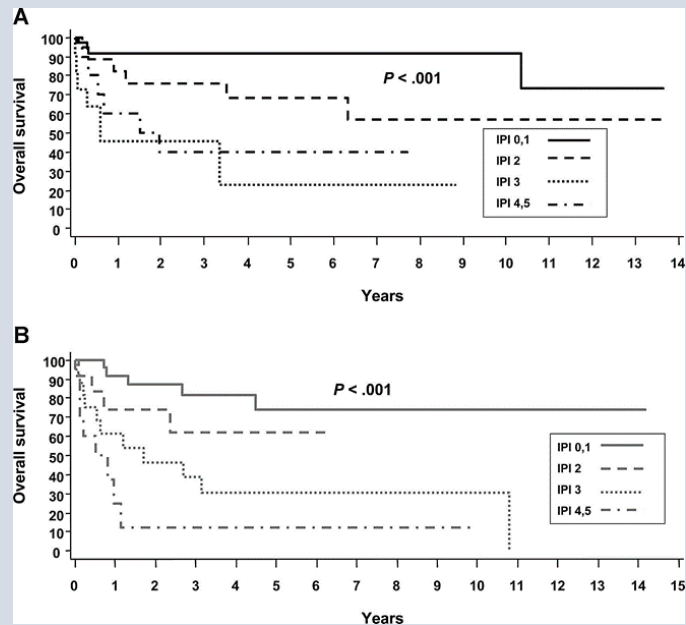 A
Overall survival
100
90
80
70
60
50
40
30
20
10
0
P < .001
IPI 0,1
IPI 2
IPI 3
IPI 4,5
0 1 2 3 4 5 6 7 8 9 10 11 12 13 14
Years
B
Overall survival
100
90
80
70
60
50
40
30
20
10
0
P < .001
IPI 0,1
IPI 2
IPI 3
IPI 4,5
0 1 2 3 4 5 6 7 8 9 10 11 12 13 14 15
Years